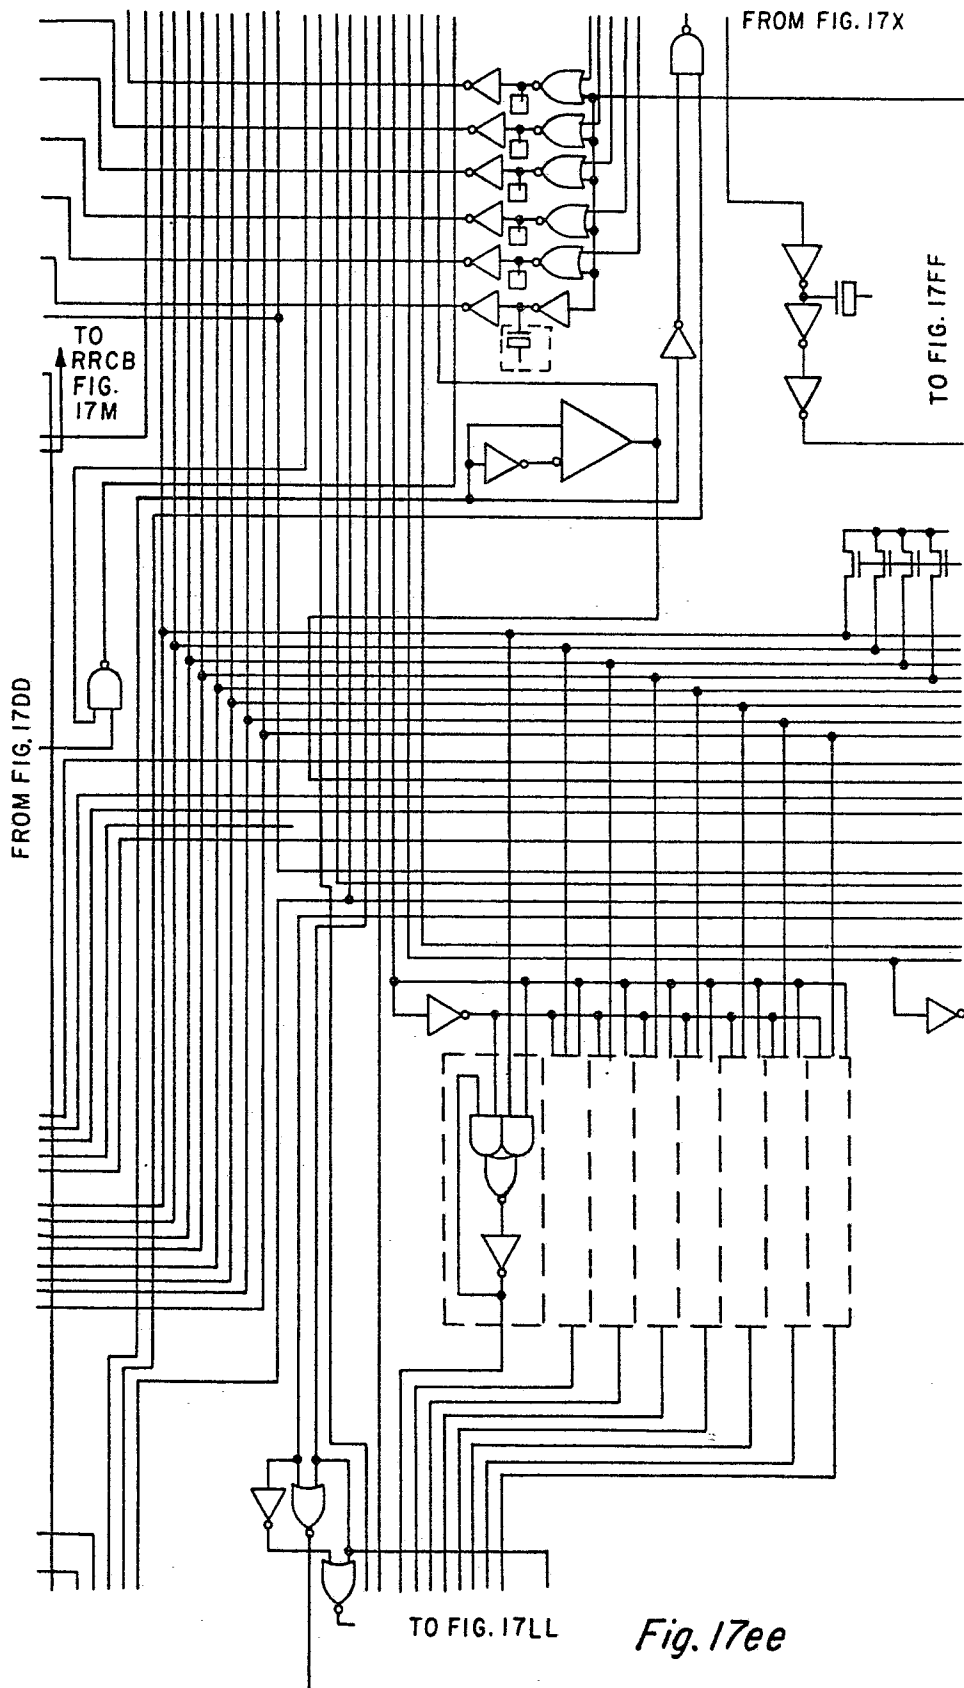 FROM FIG. 17X
TO FIG. 17FF
TO
RRCB
FIG.
17M
FROM FIG. 17DD
TO FIG. 17LL
Fig. 17ee